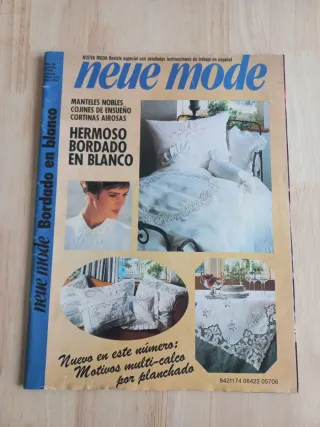 NUEVA MODA Revista especial con detalladas instrucciones de trabajo en español
neue mode
MANTELES NOBLES
COJINES DE ENSUEÑO
CORTINAS AIROSAS
HERMOSO
BORDADO
EN BLANCO
neue mode Bordado en blanco
Nuevo en este número:
Motivos multi-calco
por planchado
8421174 06422 05706